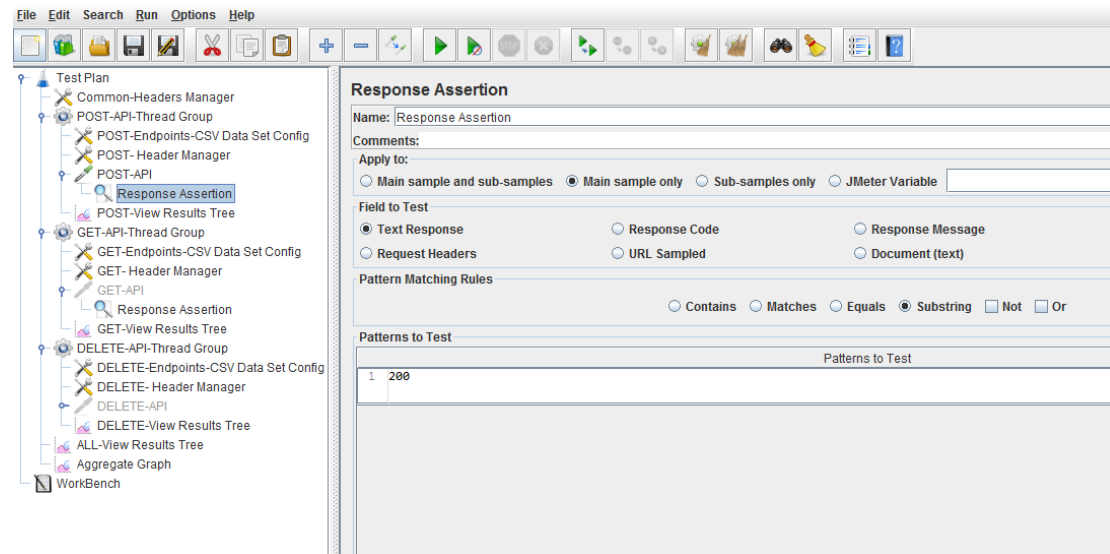 File Edit Search Run Options Help
STOP
Test Plan
Common-Headers Manager
POST-API-Thread Group
POST-Endpoints-CSV Data Set Config
POST- Header Manager
POST-API
Response Assertion
POST-View Results Tree
GET-API-Thread Group
GET-Endpoints-CSV Data Set Config
GET- Header Manager
GET-API
Response Assertion
GET-View Results Tree
DELETE-API-Thread Group
DELETE-Endpoints-CSV Data Set Config
DELETE- Header Manager
DELETE-API
DELETE-View Results Tree
ALL-View Results Tree
Aggregate Graph
WorkBench
Response Assertion
Name: Response Assertion
Comments:
Apply to:
Main sample and sub-samples Main sample only Sub-samples only JMeter Variable
Field to Test
Text Response Response Code Response Message
Request Headers URL Sampled Document (text)
Pattern Matching Rules
Contains Matches Equals Substring Not Or
Patterns to Test
Patterns to Test
1 200